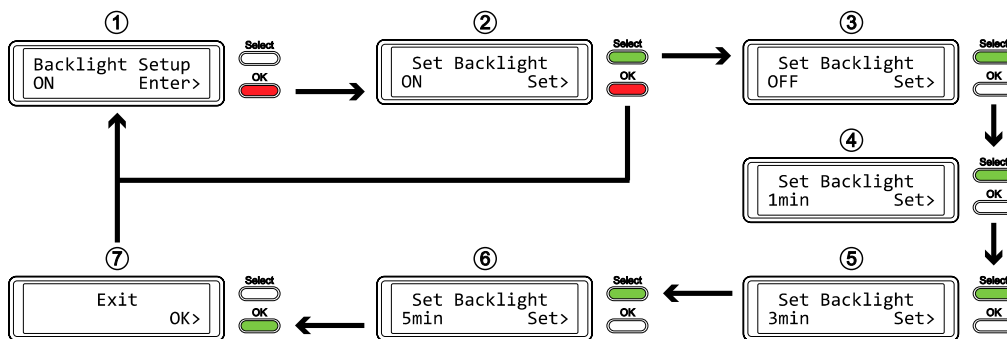 ①
Backlight Setup
ON Enter>
Select
OK
②
Set Backlight
ON Set>
Select
OK
③
Set Backlight
OFF Set>
Select
OK
④
Set Backlight
1min Set>
Select
OK
⑤
Set Backlight
3min Set>
Select
OK
⑥
Set Backlight
5min Set>
Select
OK
⑦
Exit
OK>
Select
OK